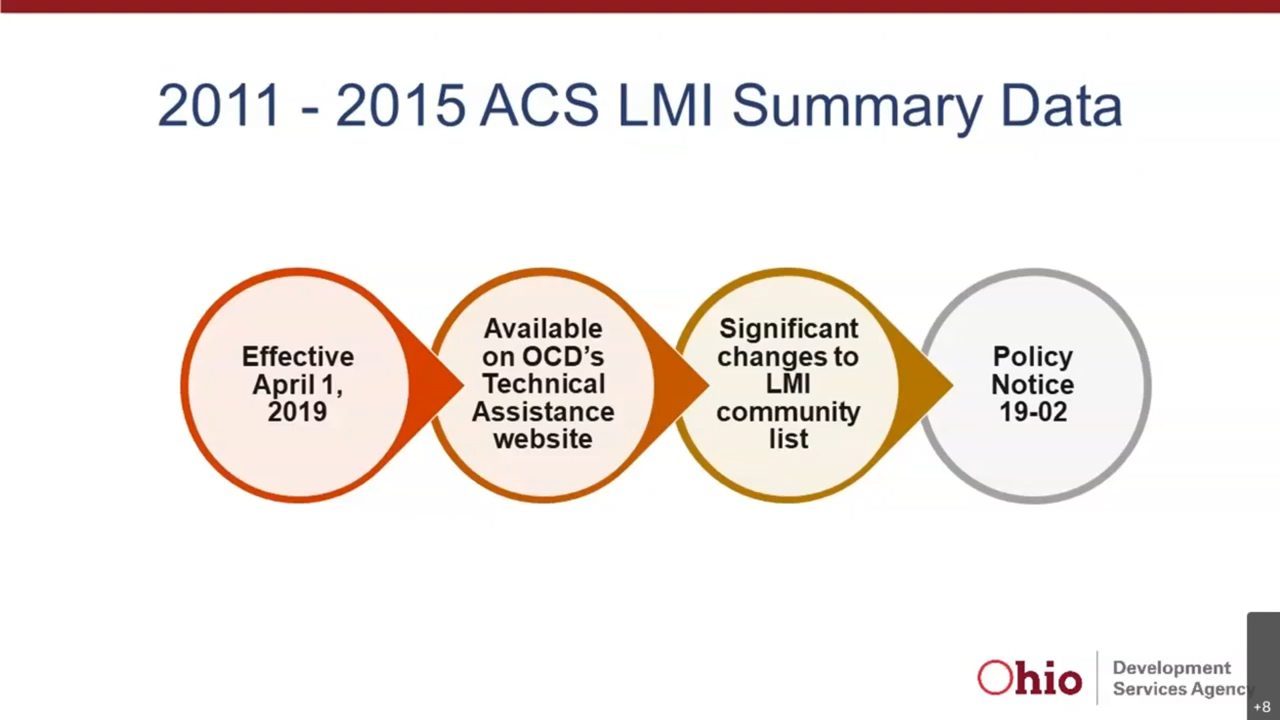 2011 - 2015 ACS LMI Summary Data
Effective
April 1,
2019
Available
on OCD’s
Technical
Assistance
website
Significant
changes to
LMI
community
list
Policy
Notice
19-02
Ohio
Development
Services Agency
+8